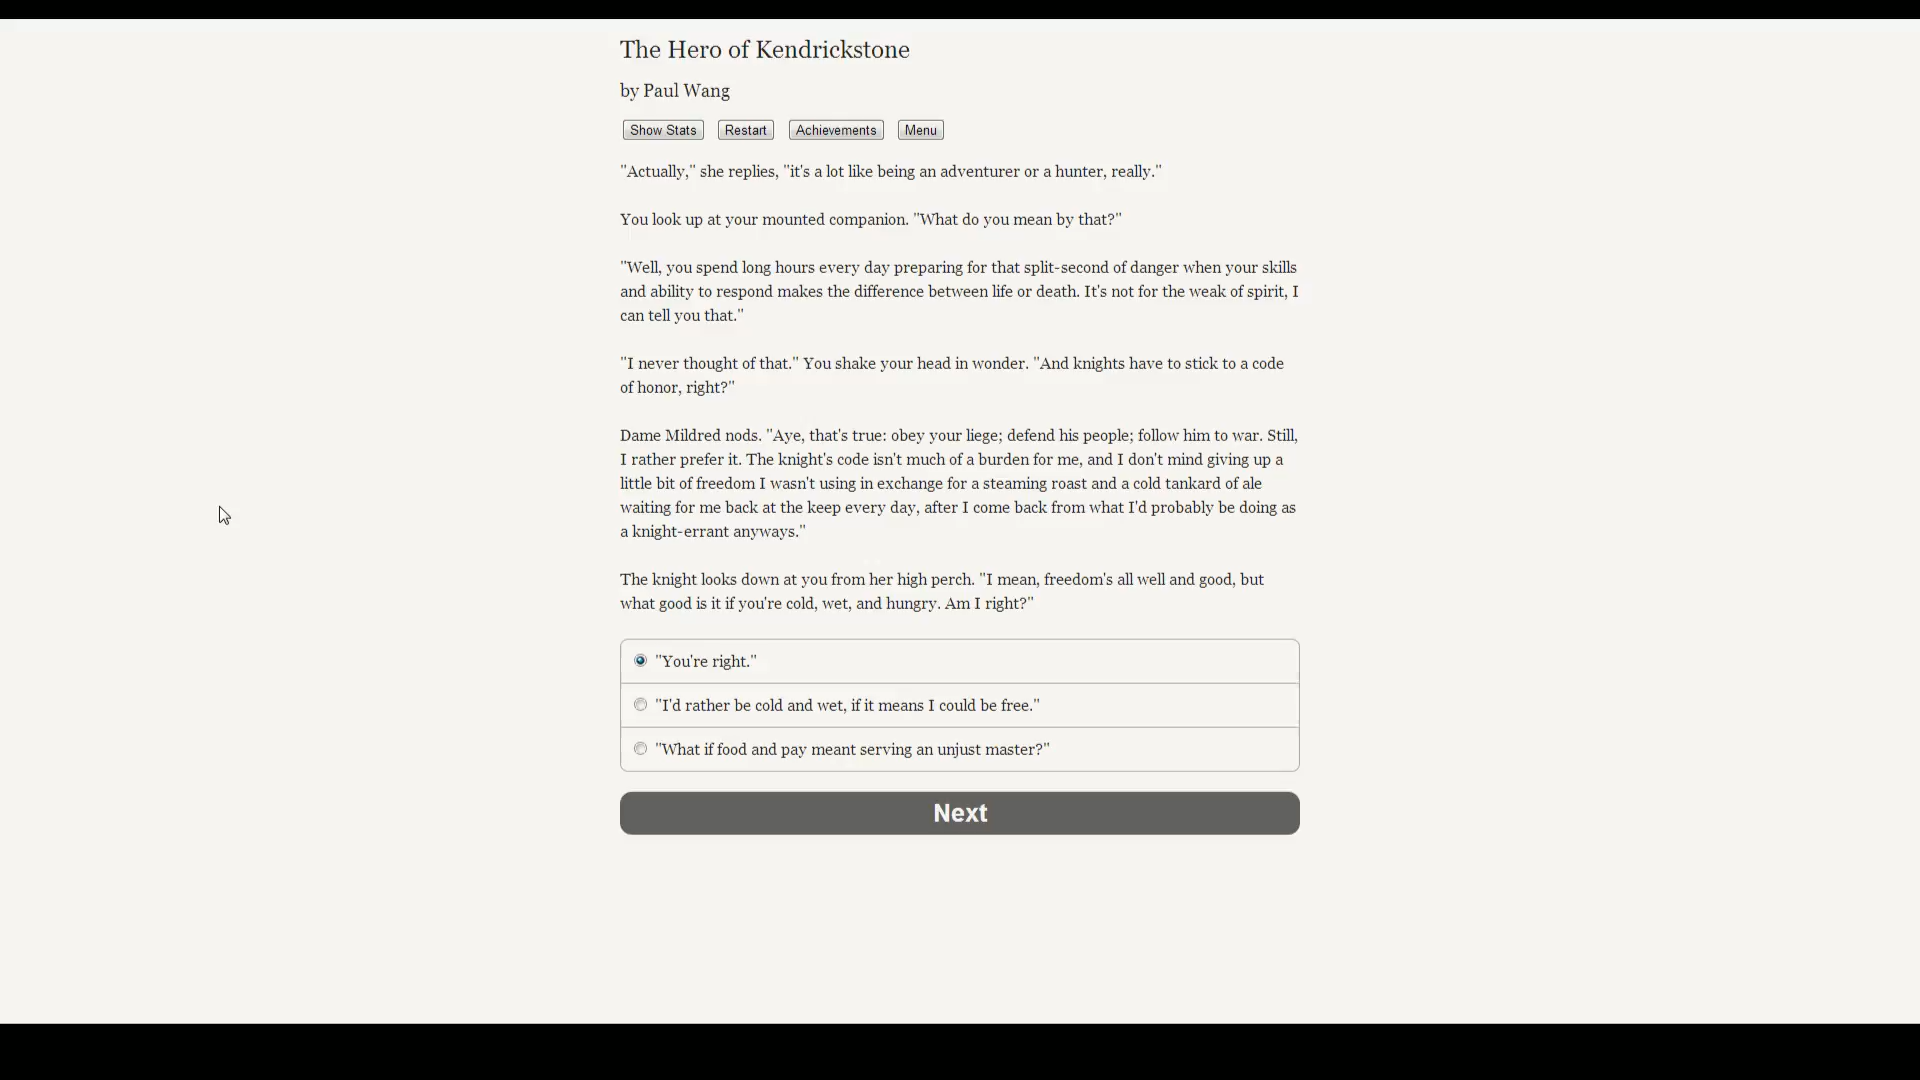 The Hero of Kendrickstone
by Paul Wang
Show Stats Restart Achievements Menu
"Actually," she replies, "it's a lot like being an adventurer or a hunter, really."
You look up at your mounted companion. "What do you mean by that?"
"Well, you spend long hours every day preparing for that split-second of danger when your skills
and ability to respond makes the difference between life or death. It's not for the weak of spirit, I
can tell you that."
"I never thought of that." You shake your head in wonder. "And knights have to stick to a code
of honor, right?"
Dame Mildred nods. "Aye, that's true: obey your liege; defend his people; follow him to war. Still,
I rather prefer it. The knight's code isn't much of a burden for me, and I don't mind giving up a
little bit of freedom I wasn't using in exchange for a steaming roast and a cold tankard of ale
waiting for me back at the keep every day, after I come back from what I'd probably be doing as
a knight-errant anyways."
The knight looks down at you from her high perch. "I mean, freedom's all well and good, but
what good is it if you're cold, wet, and hungry. Am I right?"
"You're right."
"I'd rather be cold and wet, if it means I could be free."
"What if food and pay meant serving an unjust master?"
Next